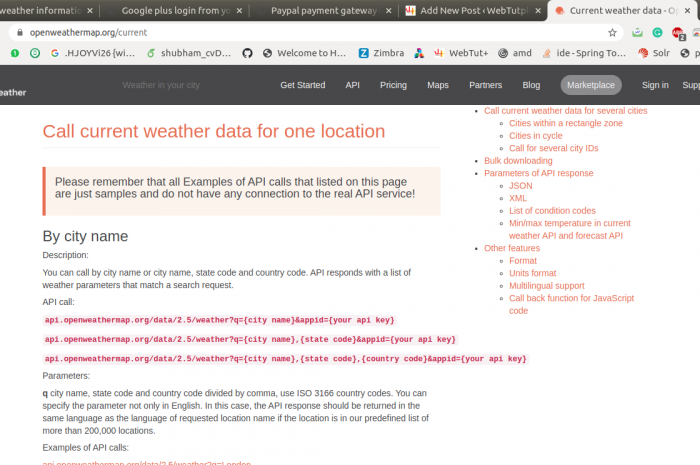 weather informatic
Google plus login from yo
Paypal payment gateway
Add New Post ‹ WebTutpl
Current weather data - O
openweathermap.org/current
.HJOYVi26 {wi...
shubham_cvD...
Welcome to H...
Zimbra
WebTut+
amd
ide - Spring To...
Solr
p
eather
Weather in your city
Get Started
API
Pricing
Maps
Partners
Blog
Marketplace
Sign in
Supp
Call current weather data for one location
Please remember that all Examples of API calls that listed on this page
are just samples and do not have any connection to the real API service!
By city name
Description:
You can call by city name or city name, state code and country code. API responds with a list of
weather parameters that match a search request.
API call:
api.openweathermap.org/data/2.5/weather?q={city name}&appid={your api key}
api.openweathermap.org/data/2.5/weather?q={city name},{state code}&appid={your api key}
api.openweathermap.org/data/2.5/weather?q={city name},{state code},{country code}&appid={your api key}
Parameters:
q city name, state code and country code divided by comma, use ISO 3166 country codes. You can
specify the parameter not only in English. In this case, the API response should be returned in the
same language as the language of requested location name if the location is in our predefined list of
more than 200,000 locations.
Examples of API calls:
api.openweathermap.org/data/2.5/weather?q=London
Call current weather data for several cities
Cities within a rectangle zone
Cities in cycle
Call for several city IDs
Bulk downloading
Parameters of API response
JSON
XML
List of condition codes
Min/max temperature in current
weather API and forecast API
Other features
Format
Units format
Multilingual support
Call back function for JavaScript
code